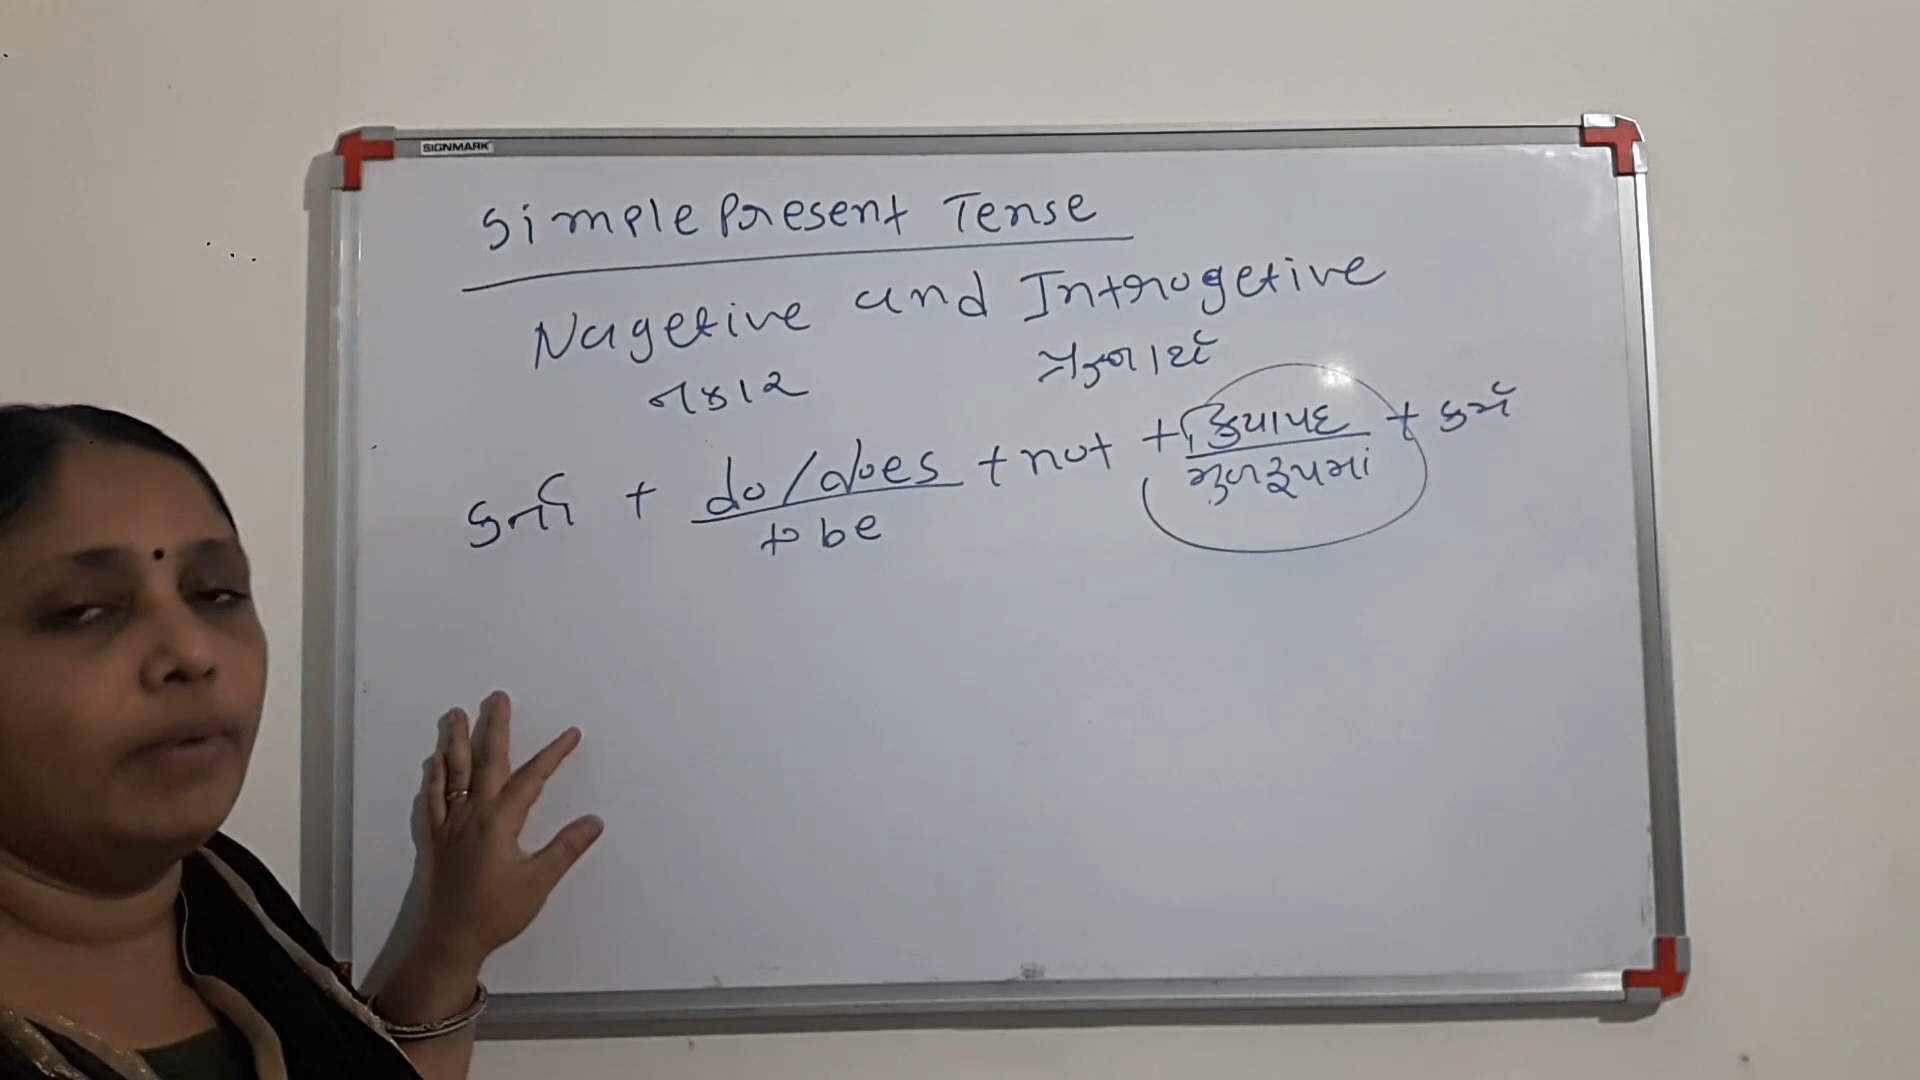 SIGNMARK
Simple Present Tense
Nagetive and Introgetive
નકાર પ્રશ્નાર્થ
કર્તા + do/does + not + ક્રિયાપદ + કર્મ
to be મુળરૂપમાં